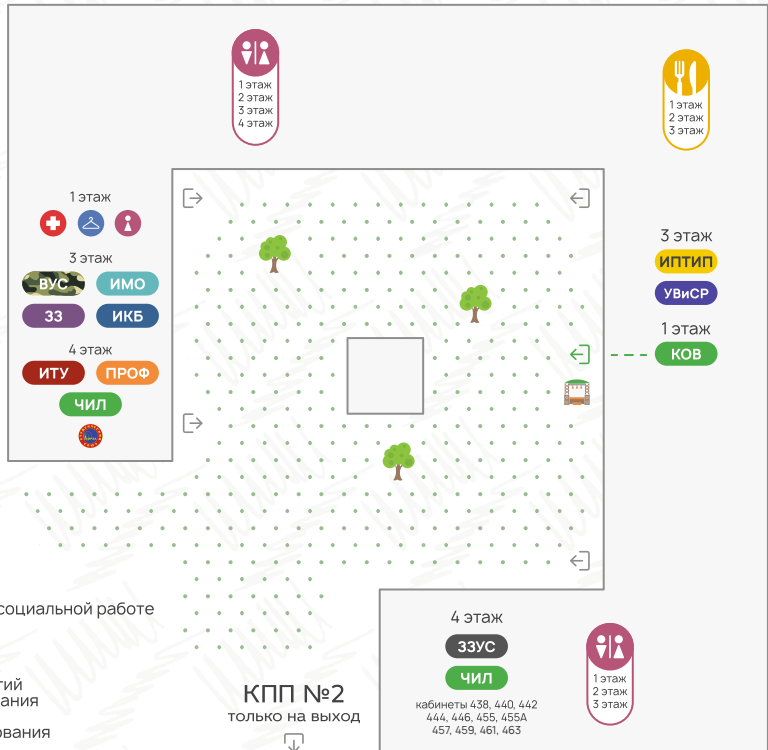 1 этаж
2 этаж
3 этаж
4 этаж
1 этаж
2 этаж
3 этаж
1 этаж
3 этаж
ВУС ИМО
ЗЗ ИКБ
4 этаж
ИТУ ПРОФ
ЧИЛ
3 этаж
ИПТИП
УВиСР
1 этаж
КОВ
социальной работе
тий
ания
ования
КПП №2
только на выход
4 этаж
ЗЗУС
ЧИЛ
кабинеты 438, 440, 442
444, 446, 455, 455А
457, 459, 461, 463
1 этаж
2 этаж
3 этаж